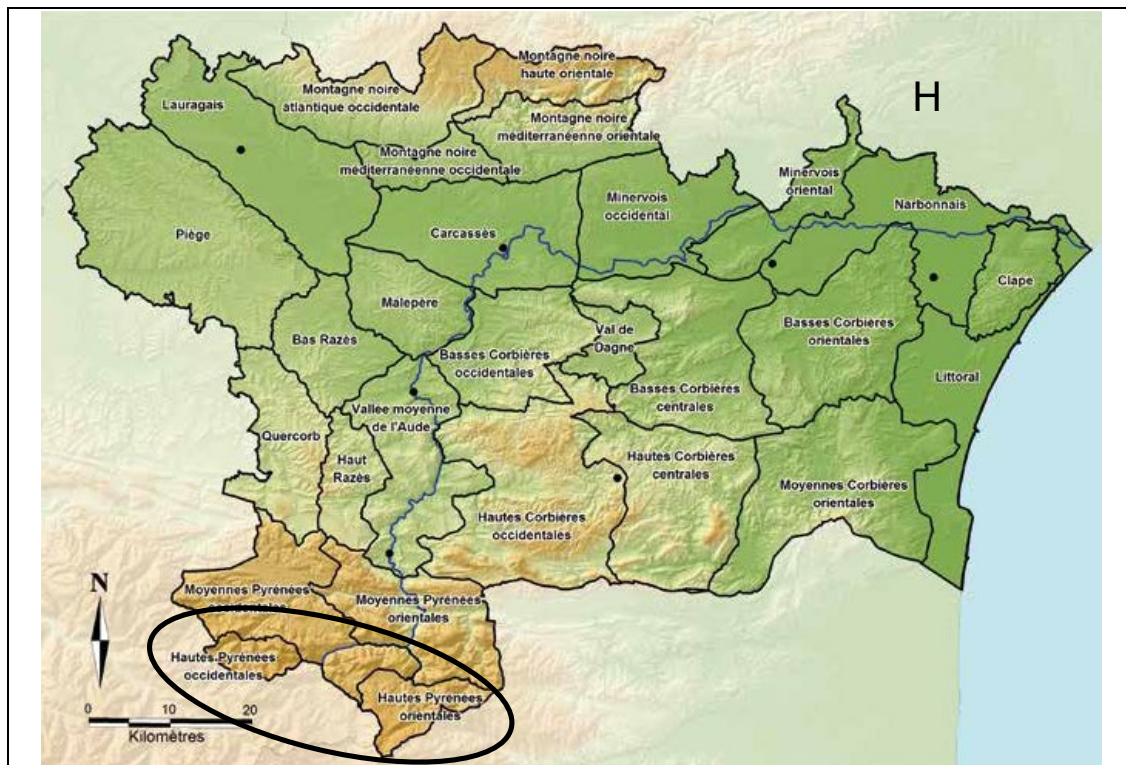 Montagne noire
haute orientale
H
Lauragais
Montagne noire
atlantique occidentale
Montagne noire
méditerranéenne orientale
Montagne noire
méditerranéenne occidentale
Minervois
oriental
Minervois
occidental
Narbonnais
Piège
Carcassès
Clape
Malepère
Basses Corbières
orientales
Bas Razès
Val de
Dagne
Basses Corbières
occidentales
Littoral
Basses Corbières
centrales
Vallée moyenne
de l'Aude
Quercorb
Haut
Razès
Hautes Corbières
centrales
Moyennes Corbières
orientales
Hautes Corbières
occidentales
N
Moyennes Pyrénées
occidentales
Moyennes Pyrénées
orientales
Hautes Pyrénées
occidentales
Hautes Pyrénées
orientales
0 10 20
Kilomètres